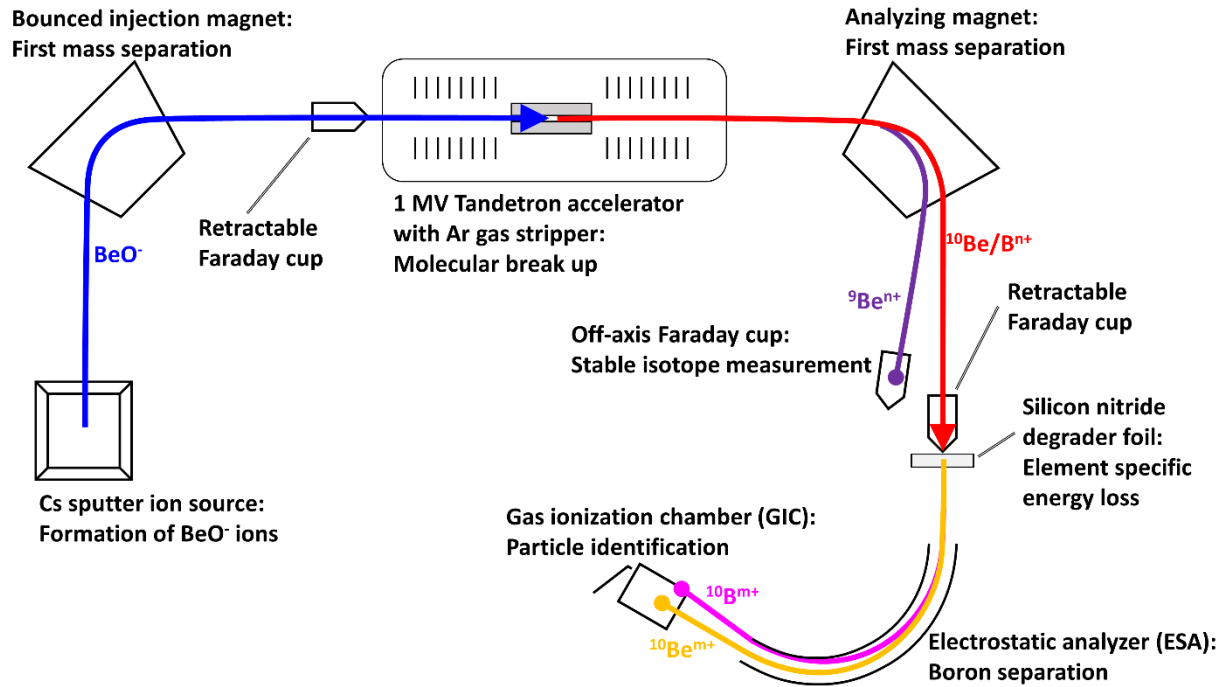 Bounced injection magnet:
First mass separation
Analyzing magnet:
First mass separation
Retractable
Faraday cup
1 MV Tandetron accelerator
with Ar gas stripper:
Molecular break up
BeO⁻
¹⁰Be/Bⁿ⁺
⁹Beⁿ⁺
Retractable
Faraday cup
Off-axis Faraday cup:
Stable isotope measurement
Silicon nitride
degrader foil:
Element specific
energy loss
Cs sputter ion source:
Formation of BeO⁻ ions
Gas ionization chamber (GIC):
Particle identification
¹⁰Bᵐ⁺
¹⁰Beᵐ⁺
Electrostatic analyzer (ESA):
Boron separation